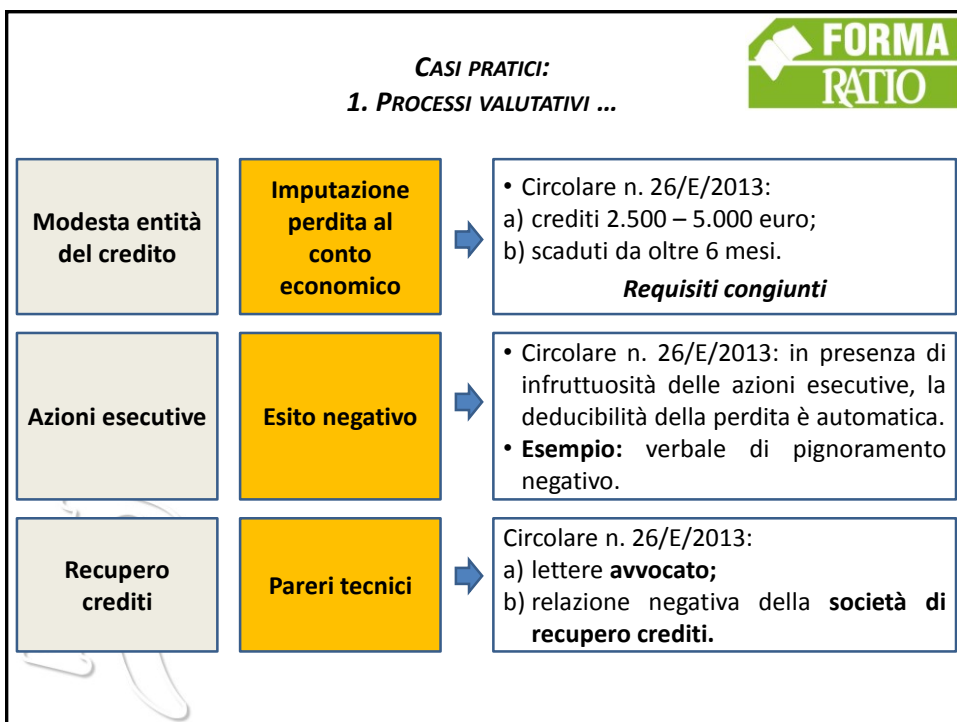 CASI PRATICI:
1. PROCESSI VALUTATIVI ...
FORMA
RATIO
Modesta entità
del credito
Imputazione
perdita al
conto
economico
• Circolare n. 26/E/2013:
a) crediti 2.500 – 5.000 euro;
b) scaduti da oltre 6 mesi.
Requisiti congiunti
Azioni esecutive
Esito negativo
• Circolare n. 26/E/2013: in presenza di
infruttuosità delle azioni esecutive, la
deducibilità della perdita è automatica.
• Esempio: verbale di pignoramento
negativo.
Recupero
crediti
Pareri tecnici
Circolare n. 26/E/2013:
a) lettere avvocato;
b) relazione negativa della società di
recupero crediti.